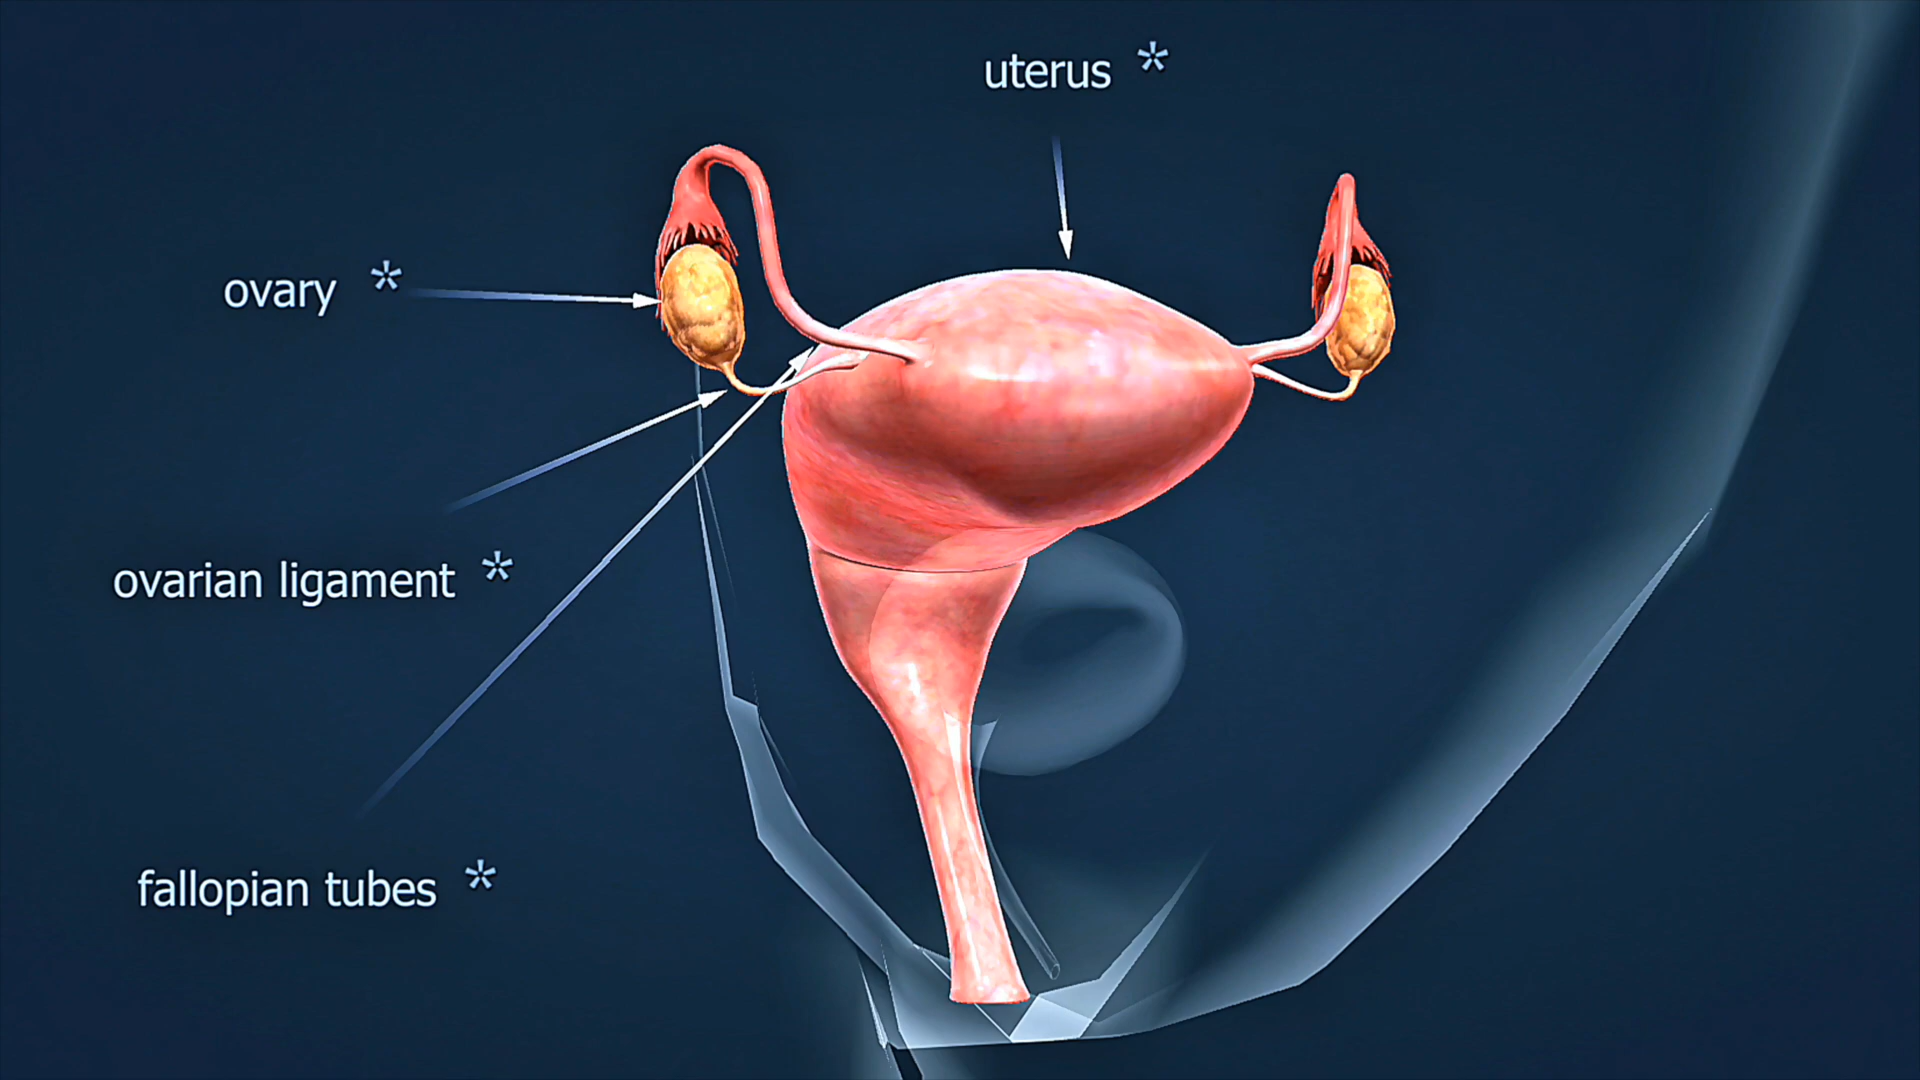 uterus *
ovary *
ovarian ligament *
fallopian tubes *